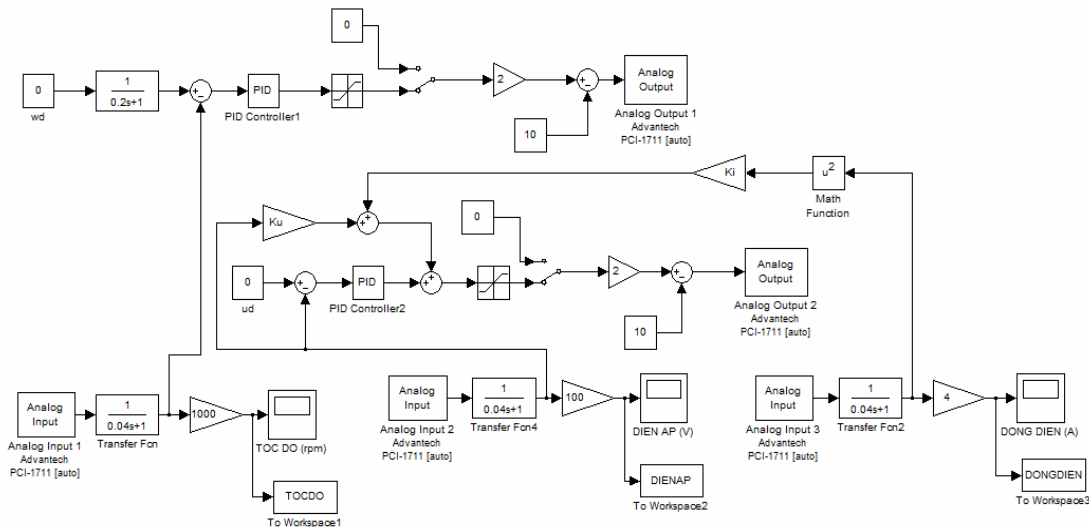 0
0
wd
1
0.2s+1
PID
PID Controller1
2
10
Analog
Output
Analog Output 1
Advantech
PCI-1711 [auto]
Ki
u2
Math
Function
Ku
0
0
ud
PID
PID Controller2
2
10
Analog
Output
Analog Output 2
Advantech
PCI-1711 [auto]
Analog
Input
Analog Input 1
Advantech
PCI-1711 [auto]
1
0.04s+1
Transfer Fcn
1000
TOC DO (rpm)
TOCDO
To Workspace1
Analog
Input
Analog Input 2
Advantech
PCI-1711 [auto]
1
0.04s+1
Transfer Fcn4
100
DIEN AP (V)
DIENAP
To Workspace2
Analog
Input
Analog Input 3
Advantech
PCI-1711 [auto]
1
0.04s+1
Transfer Fcn2
4
DONG DIEN (A)
DONGDIEN
To Workspace3